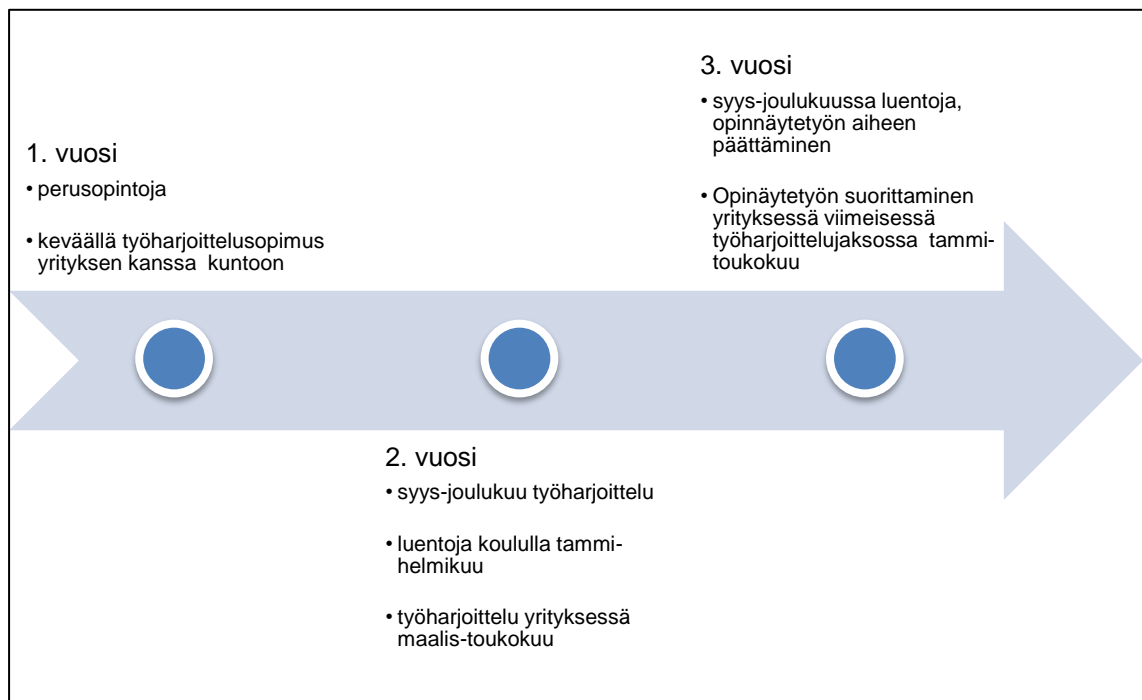 1. vuosi
• perusopintoja
• keväällä työharjoittelusopimus
yrityksen kanssa kuntoon
2. vuosi
• syys-joulukuu työharjoittelu
• luentoja koululla tammi-
helmikuu
• työharjoittelu yrityksessä
maalis-toukokuu
3. vuosi
• syys-joulukuussa luentoja,
opinnäytetyön aiheen
päättäminen
• Opinäytetyön suorittaminen
yrityksessä viimeisessä
työharjoittelujaksossa tammi-
toukokuu